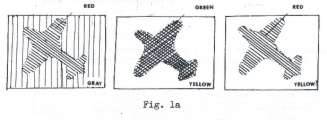 RED GREEN RED
GRAY YELLOW YELLOW
Fig. 1a